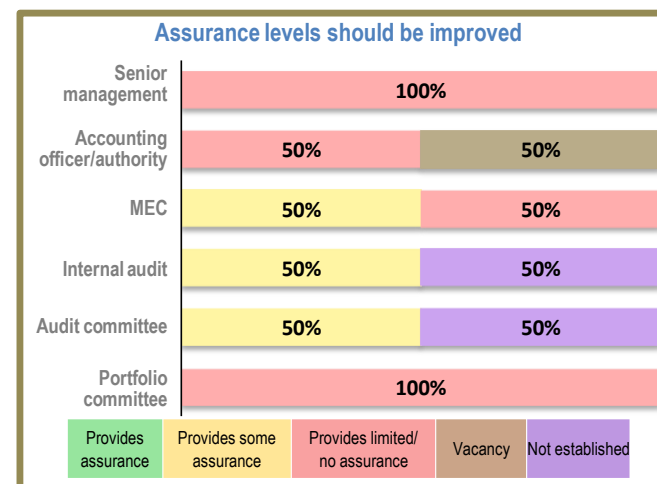 Assurance levels should be improved
Senior
management
100%
Accounting
officer/authority
50% 50%
MEC
50% 50%
Internal audit
50% 50%
Audit committee
50% 50%
Portfolio
committee
100%
Provides
assurance
Provides some
assurance
Provides limited/
no assurance
Vacancy
Not established